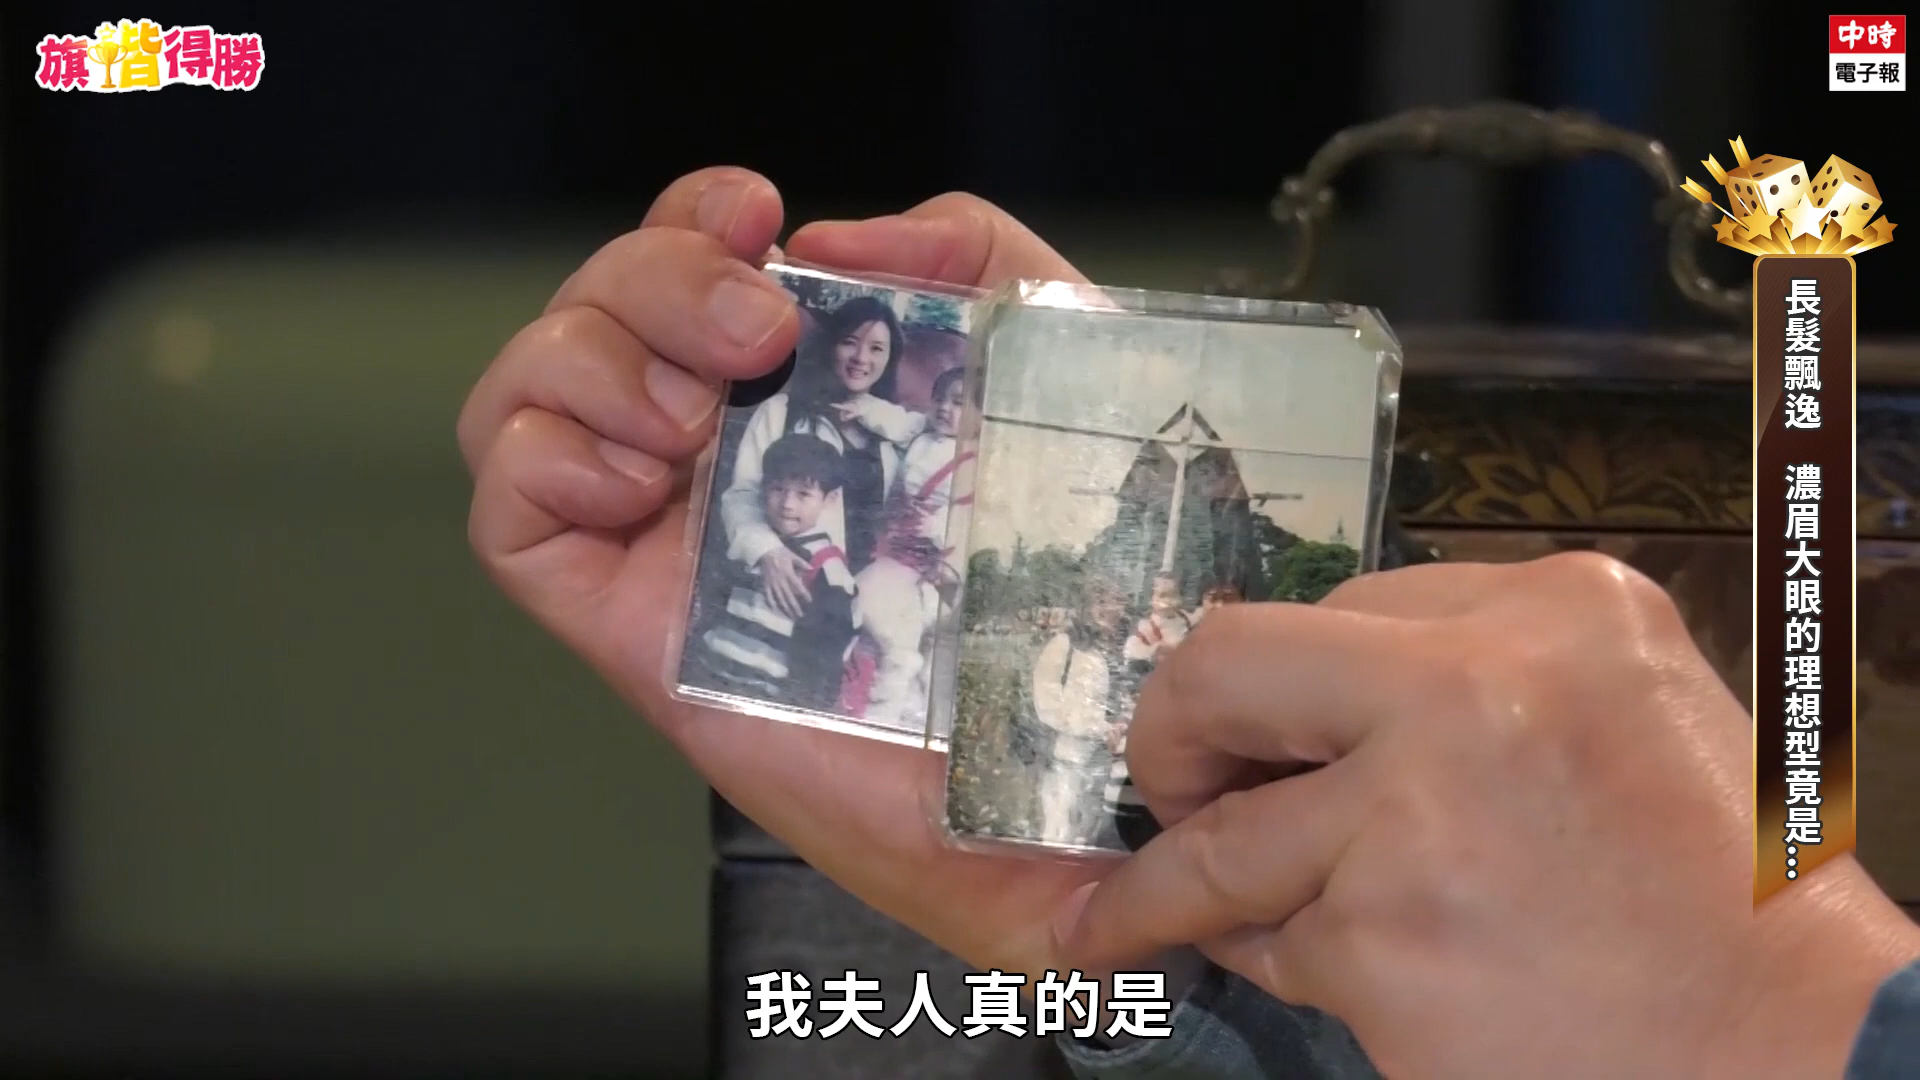 旗皆得勝
中時
電子報
長髮飄逸 濃眉大眼的理想型竟是...
我夫人真的是